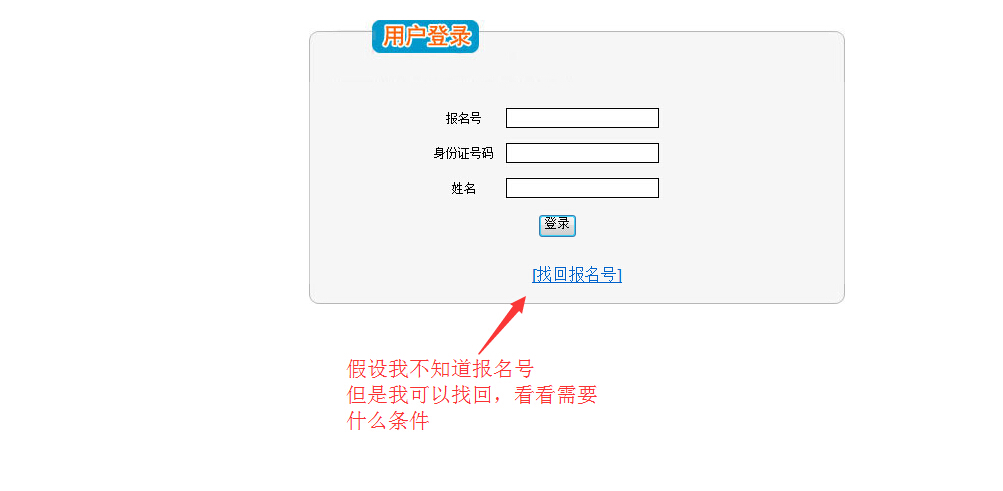 用户登录
报名号
身份证号码
姓名
登录
[找回报名号]
假设我不知道报名号
但是我可以找回，看看需要
什么条件